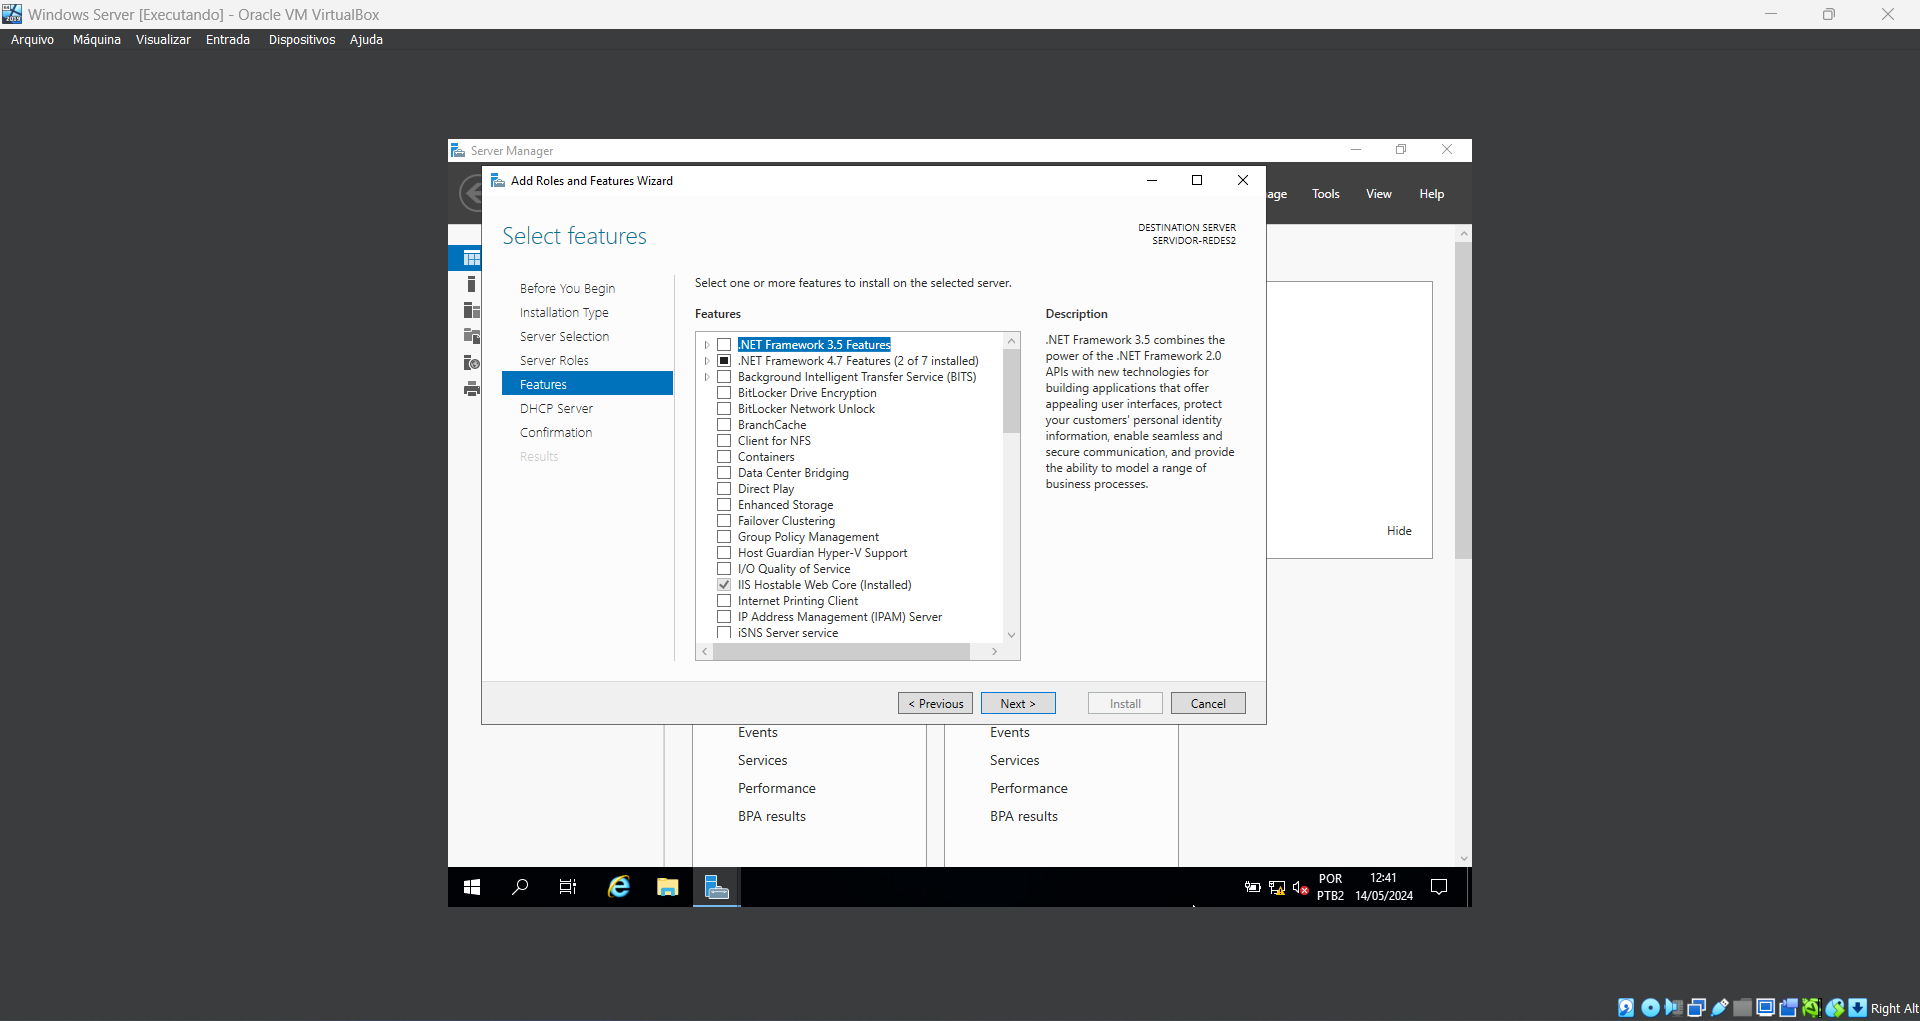 Windows Server [Executando] - Oracle VM VirtualBox
Arquivo Máquina Visualizar Entrada Dispositivos Ajuda
Server Manager
Add Roles and Features Wizard
age Tools View Help
Select features
DESTINATION SERVER
SERVIDOR-REDES2
Before You Begin
Installation Type
Server Selection
Server Roles
Features
DHCP Server
Confirmation
Results
Select one or more features to install on the selected server.
Features
.NET Framework 3.5 Features
.NET Framework 4.7 Features (2 of 7 installed)
Background Intelligent Transfer Service (BITS)
BitLocker Drive Encryption
BitLocker Network Unlock
BranchCache
Client for NFS
Containers
Data Center Bridging
Direct Play
Enhanced Storage
Failover Clustering
Group Policy Management
Host Guardian Hyper-V Support
I/O Quality of Service
IIS Hostable Web Core (Installed)
Internet Printing Client
IP Address Management (IPAM) Server
iSNS Server service
Description
.NET Framework 3.5 combines the
power of the .NET Framework 2.0
APIs with new technologies for
building applications that offer
appealing user interfaces, protect
your customers' personal identity
information, enable seamless and
secure communication, and provide
the ability to model a range of
business processes.
Hide
< Previous Next > Install Cancel
Events
Services
Performance
BPA results
Events
Services
Performance
BPA results
POR
PTB2
12:41
14/05/2024
Right Alt